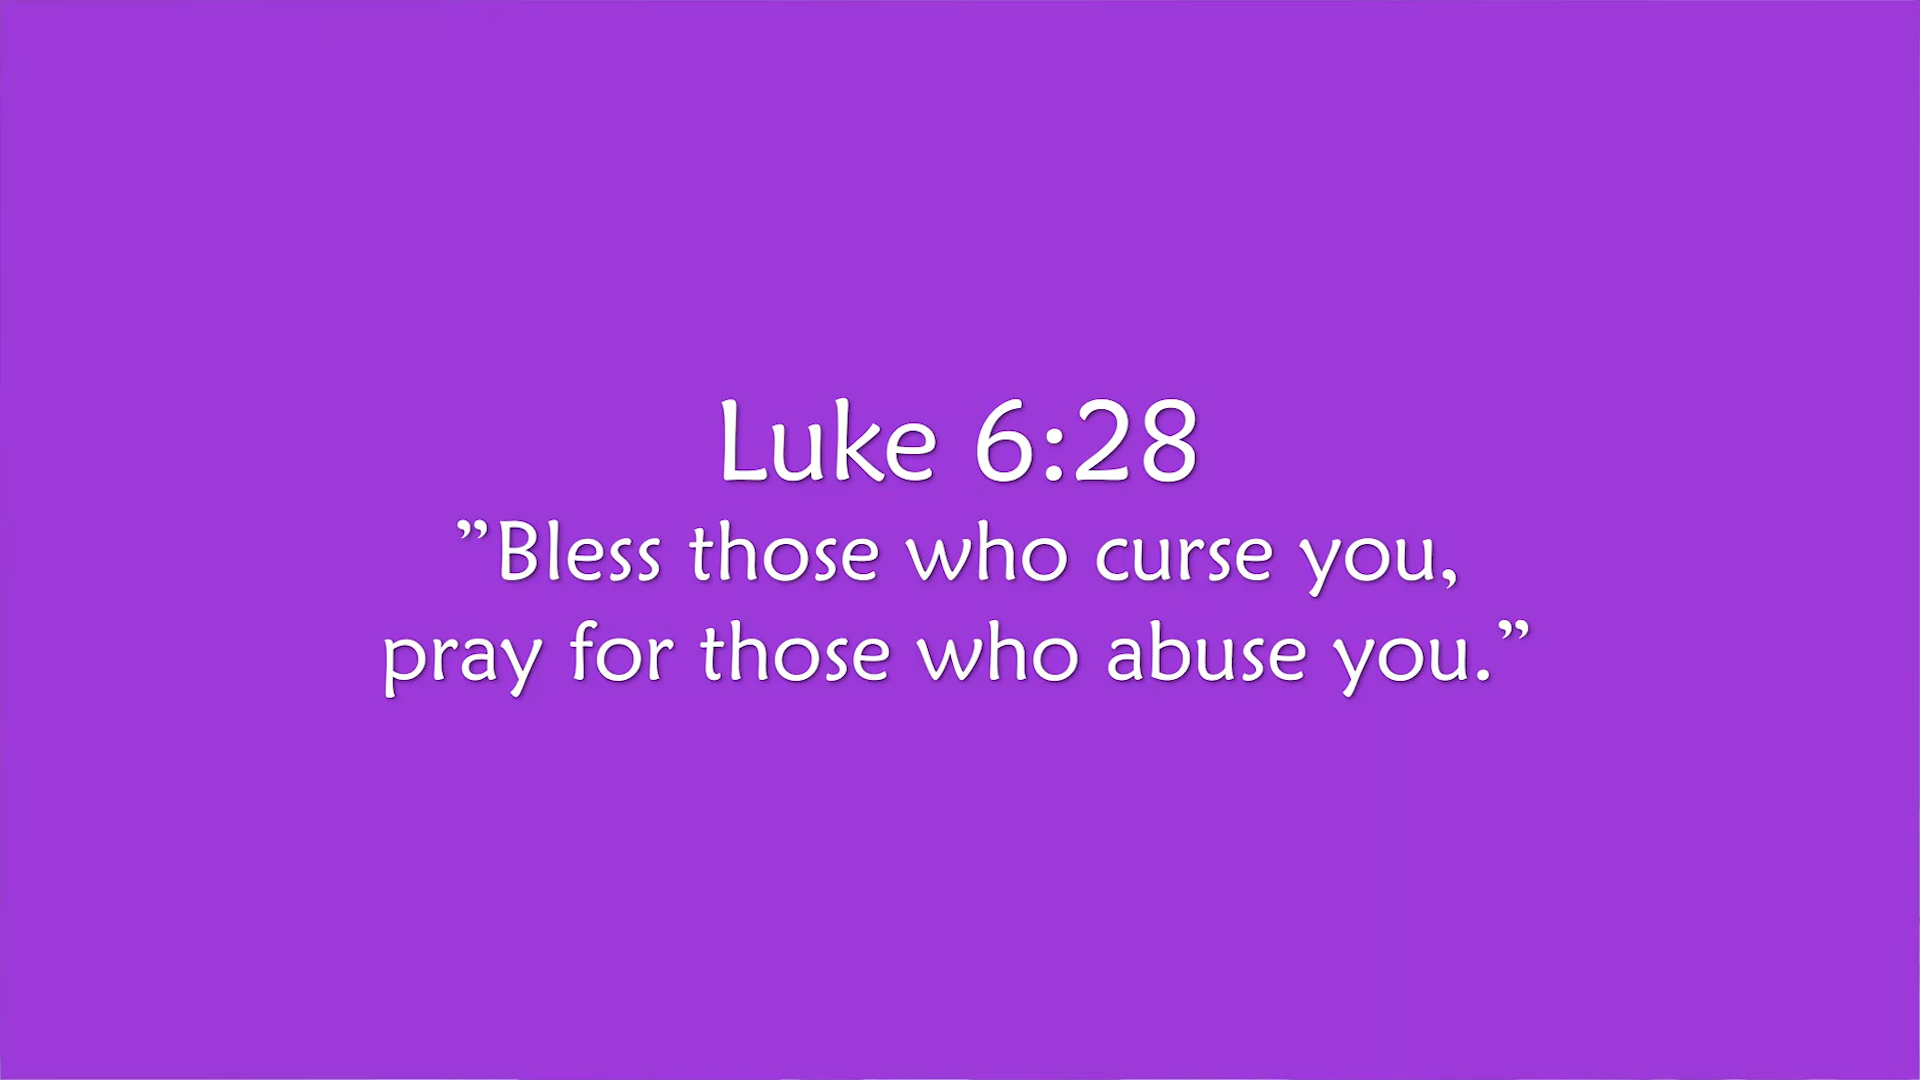 Luke 6:28
”Bless those who curse you,
pray for those who abuse you.”